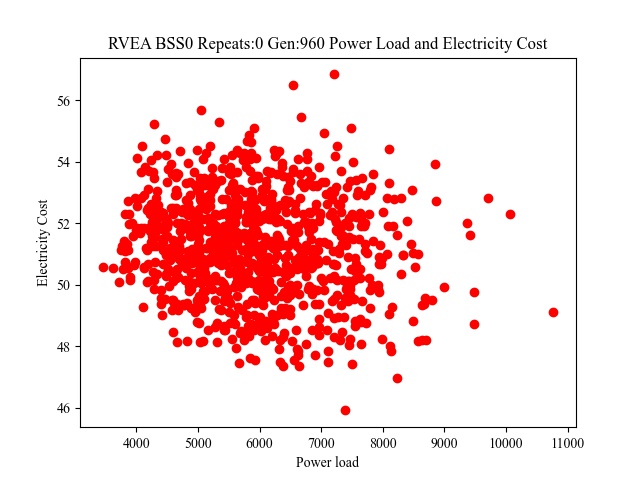 RVEA BSS0 Repeats:0 Gen:960 Power Load and Electricity Cost
56
54
52
50
48
46
Electricity Cost
4000 5000 6000 7000 8000 9000 10000 11000
Power load